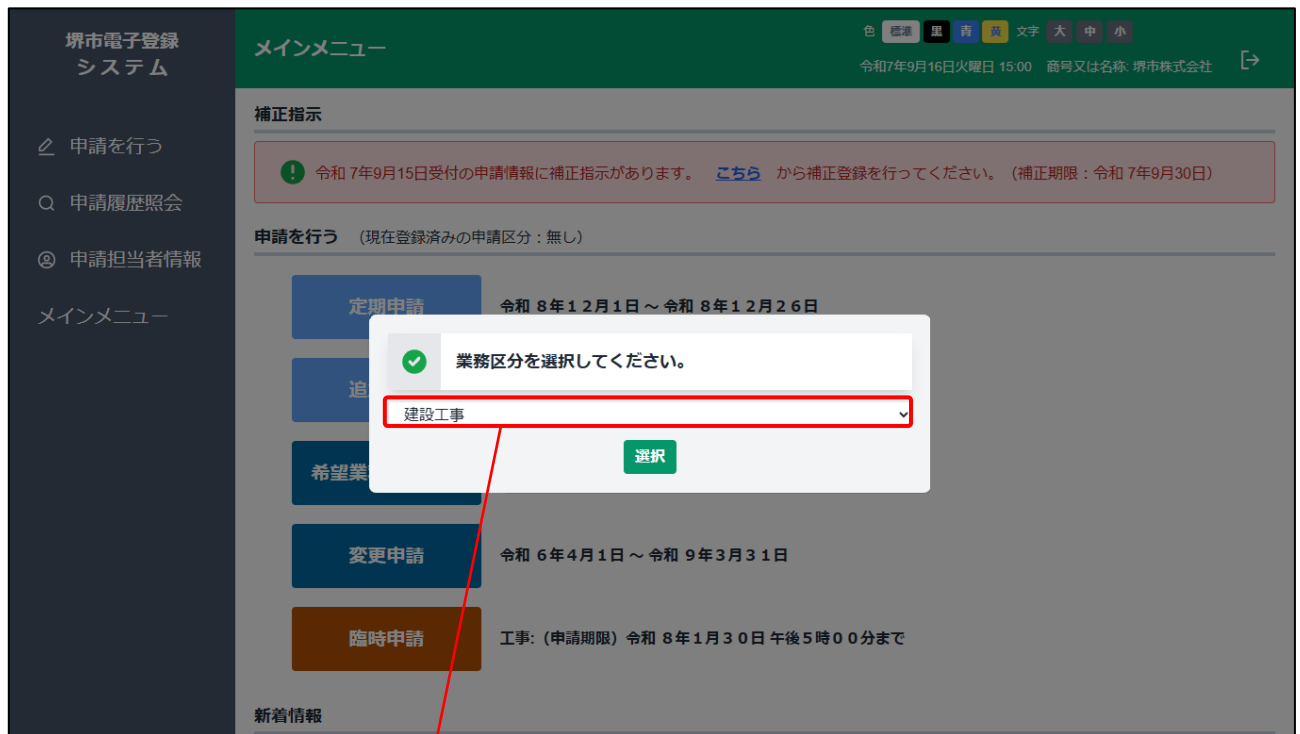 堺市電子登録
システム
メインメニュー
色 標準 黒 青 黄 文字 大 中 小
令和7年9月16日火曜日 15:00 商号又は名称: 堺市株式会社
申請を行う
申請履歴照会
申請担当者情報
メインメニュー
補正指示
令和 7年9月15日受付の申請情報に補正指示があります。 こちら から補正登録を行ってください。（補正期限：令和 7年9月30日）
申請を行う （現在登録済みの申請区分：無し）
定期申請 令和 8年１２月１日 ～ 令和 8年１２月２６日
業務区分を選択してください。
追
建設工事
選択
希望業
変更申請 令和 6年４月１日 ～ 令和 9年３月３１日
臨時申請 工事:（申請期限）令和 8年１月３０日 午後５時００分まで
新着情報